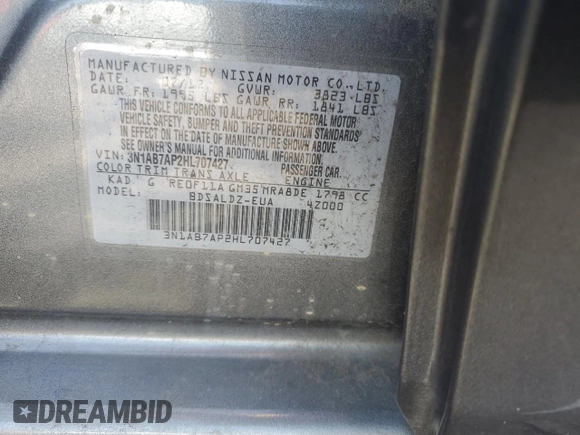 MANUFACTURED BY NISSAN MOTOR CO., LTD.
DATE: GVWR: 3823 LBS
GAWR FR: 1995 LBS GAWR RR: 1841 LBS
THIS VEHICLE CONFORMS TO ALL APPLICABLE FEDERAL MOTOR
VEHICLE SAFETY, BUMPER AND THEFT PREVENTION STANDARDS
IN EFFECT ON THE DATE OF MANUFACTURE SHOWN ABOVE.
SEE OWNER'S MANUAL FOR ADDITIONAL INFORMATION.
VIN: 3N1AB7AP2HL707427 PASSENGER CAR.
COLOR TRIM TRANS AXLE ENGINE
KAD G RE0F11A GM35 MRA8DE 1798 CC
MODEL: BDSALDZ-EUA 4Z000
3N1AB7AP2HL707427
DREAMBID